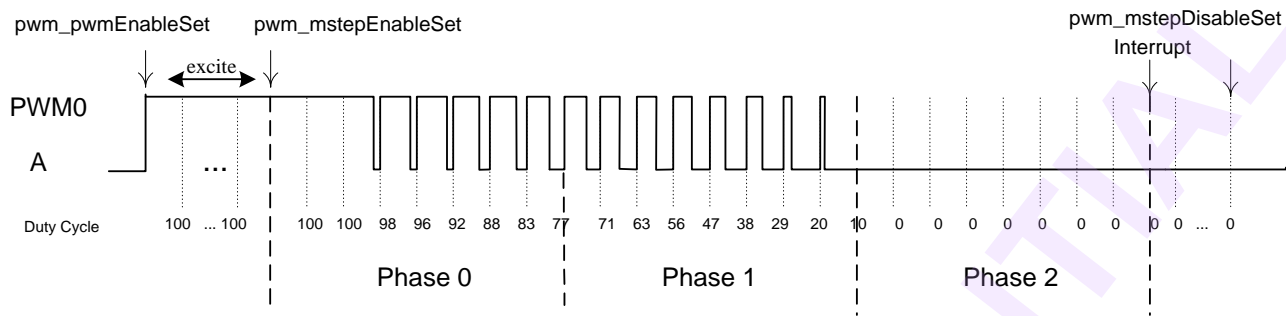 pwm_pwmEnableSet pwm_mstepEnableSet pwm_mstepDisableSet
Interrupt
excite
PWM0
A
...
Duty Cycle 100 ... 100 100 100 98 96 92 88 83 77 71 63 56 47 38 29 20 10 0 0 0 0 0 0 0 0 0 ... 0
Phase 0 Phase 1 Phase 2